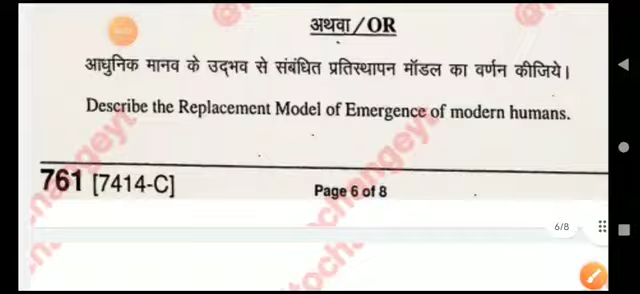 अथवा / OR
आधुनिक मानव के उद्‌भव से संबंधित प्रतिस्थापन मॉडल का वर्णन कीजिये।
Describe the Replacement Model of Emergence of modern humans.
761 [7414-C]
Page 6 of 8
6/8